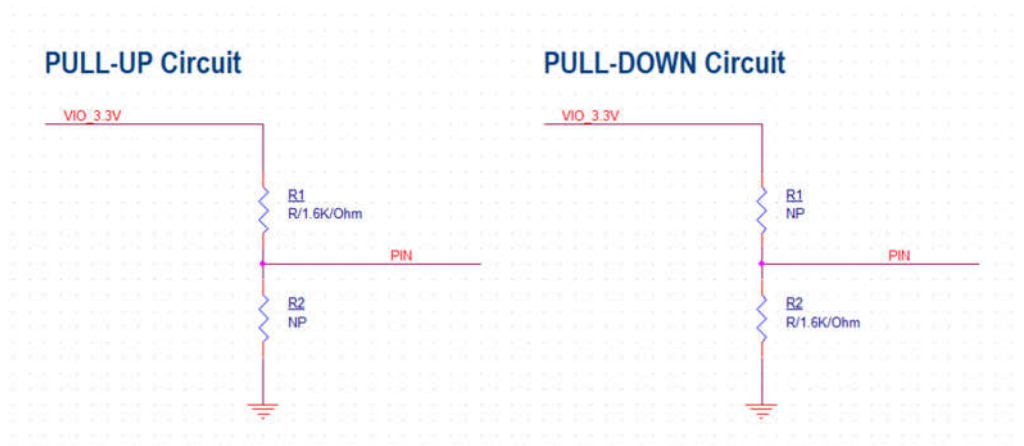 PULL-UP Circuit
VIO_3.3V
R1
R/1.6K/Ohm
PIN
R2
NP
PULL-DOWN Circuit
VIO_3.3V
R1
NP
PIN
R2
R/1.6K/Ohm